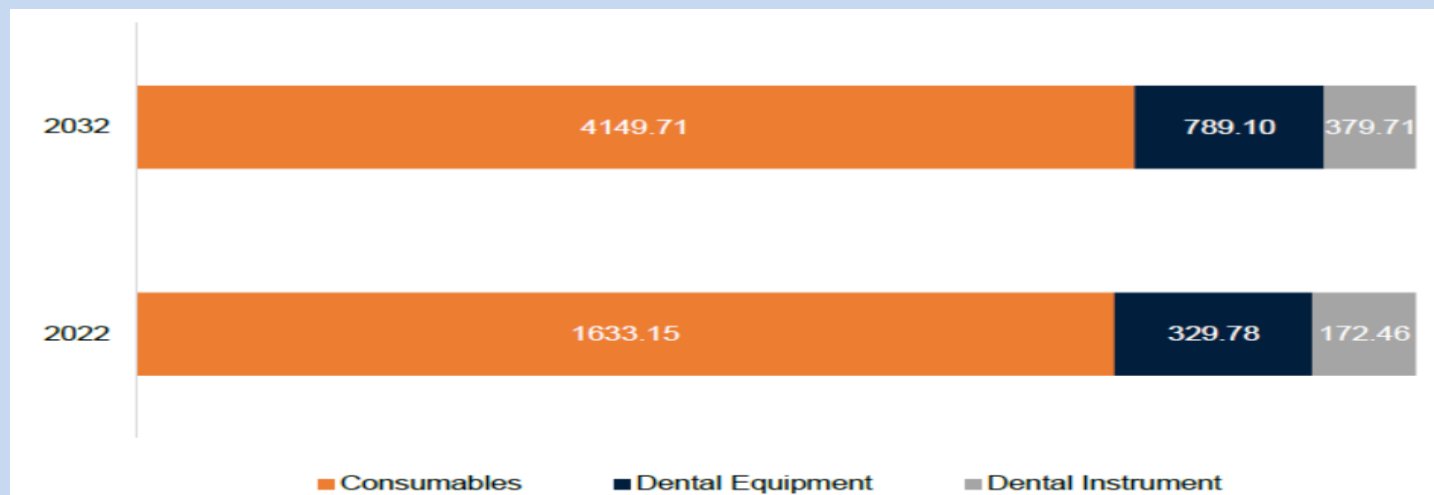 2032 4149.71 789.10 379.71
2022 1633.15 329.78 172.46
Consumables Dental Equipment Dental Instrument